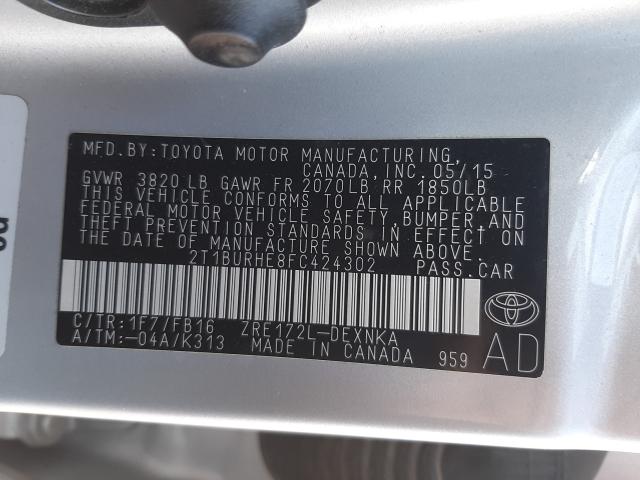 MFD.BY:TOYOTA MOTOR MANUFACTURING,
CANADA,INC.05/15
GVWR 3820 LB GAWR FR 2070LB RR 1850LB
THIS VEHICLE CONFORMS TO ALL APPLICABLE
FEDERAL MOTOR VEHICLE SAFETY, BUMPER,AND
THEFT PREVENTION STANDARDS IN EFFECT ON
THE DATE OF MANUFACTURE SHOWN ABOVE.
2T1BURHE8FC424302 PASS.CAR
C/TR:1F7/FB16 ZRE172L-DEXNKA
A/TM:-04A/K313 MADE IN CANADA 959
AD